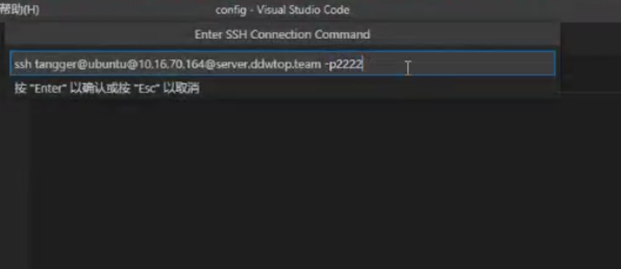 帮助(H)
config - Visual Studio Code
Enter SSH Connection Command
ssh tangger@ubuntu@10.16.70.164@server.ddwtop.team -p2222
按 "Enter" 以确认或按 "Esc" 以取消